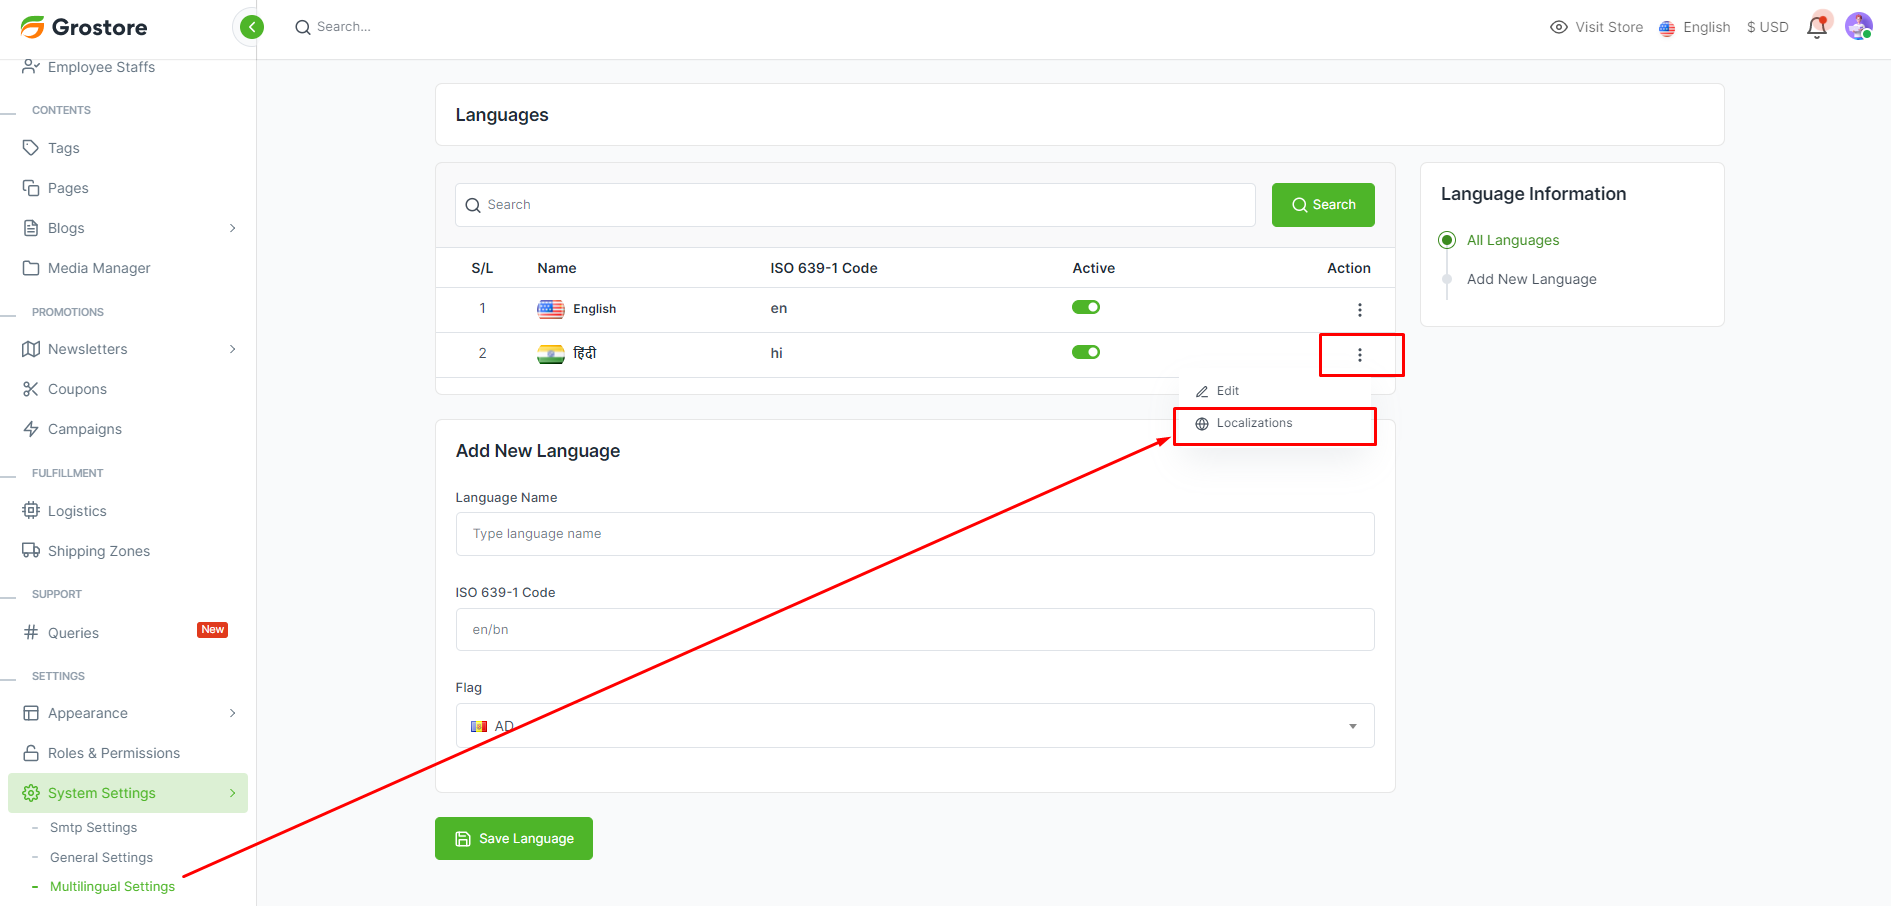 Grostore
Search...
Visit Store
English
$ USD
Employee Staffs
CONTENTS
Tags
Pages
Blogs
Media Manager
PROMOTIONS
Newsletters
Coupons
Campaigns
FULFILLMENT
Logistics
Shipping Zones
SUPPORT
Queries New
SETTINGS
Appearance
Roles & Permissions
System Settings
Smtp Settings
General Settings
Multilingual Settings
Languages
Search
Search
S/L Name ISO 639-1 Code Active Action
1 English en
2 हिंदी hi
Edit
Localizations
Add New Language
Language Name
Type language name
ISO 639-1 Code
en/bn
Flag
AD
Save Language
Language Information
All Languages
Add New Language